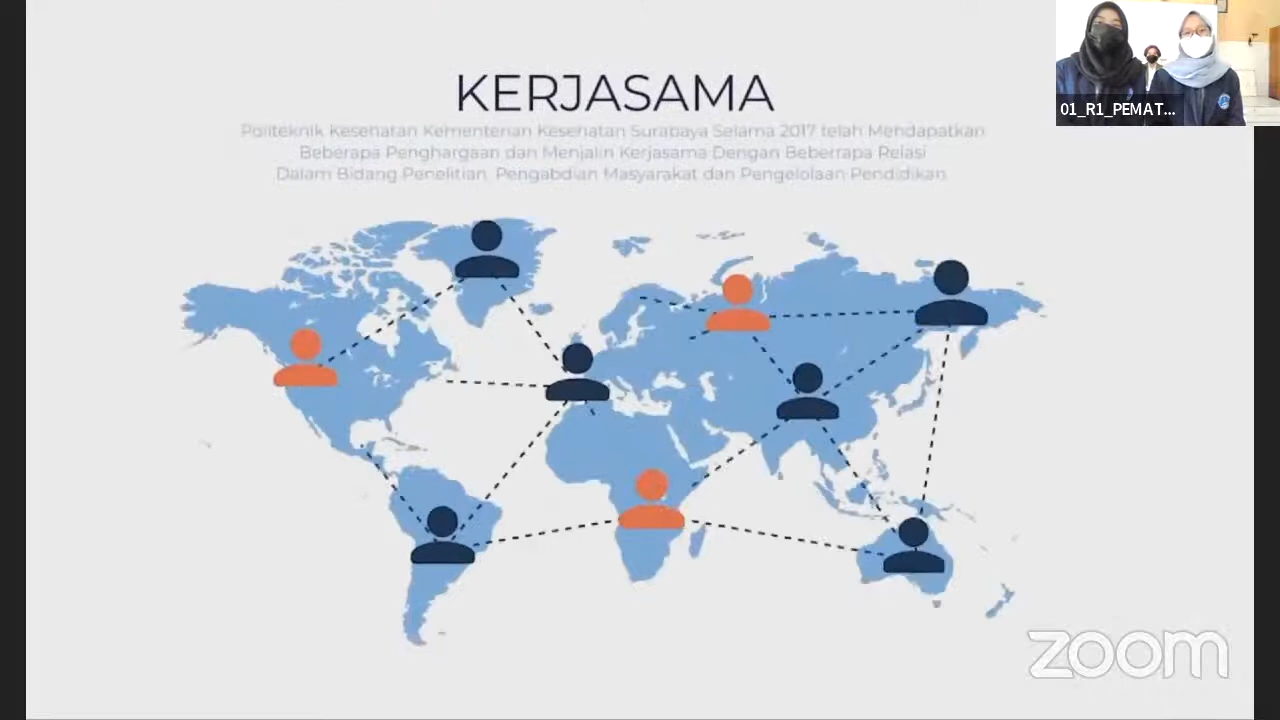 KERJASAMA
Politeknik Kesehatan Kementerian Kesehatan Surabaya Selama 2017 telah Mendapatkan
Beberapa Penghargaan dan Menjalin Kerjasama Dengan Beberrapa Relasi
Dalam Bidang Penelitian, Pengabdian Masyarakat dan Pengelolaan Pendidikan
01_R1_PEMAT...
zoom